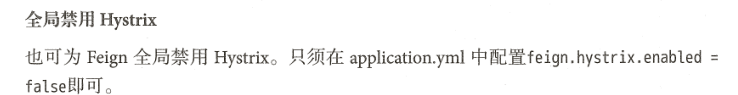 全局禁用 Hystrix
也可为 Feign 全局禁用 Hystrix。只须在 application.yml 中配置feign.hystrix.enabled =
false即可。